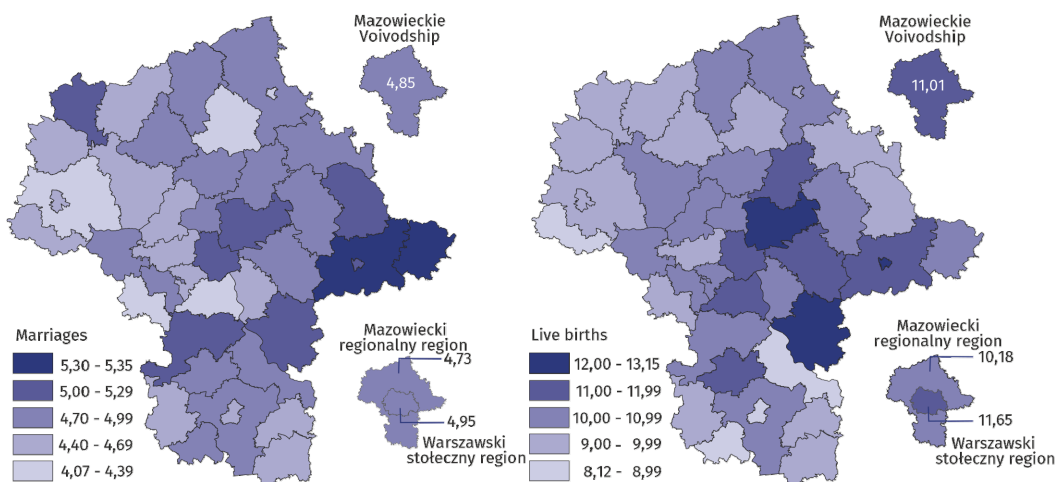 Mazowieckie
Voivodship
4,85
Marriages
5,30 - 5,35
5,00 - 5,29
4,70 - 4,99
4,40 - 4,69
4,07 - 4,39
Mazowiecki
regionalny region
4,73
4,95
Warszawski
stołeczny region
Mazowieckie
Voivodship
11,01
Live births
12,00 - 13,15
11,00 - 11,99
10,00 - 10,99
9,00 - 9,99
8,12 - 8,99
Mazowiecki
regionalny region
10,18
11,65
Warszawski
stołeczny region